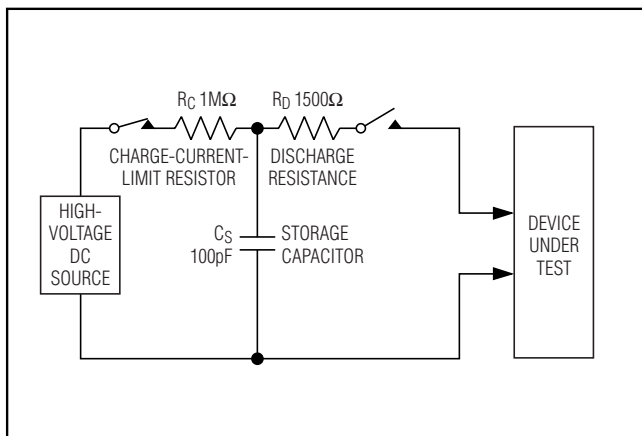 R_C 1MΩ
CHARGE-CURRENT-
LIMIT RESISTOR
R_D 1500Ω
DISCHARGE
RESISTANCE
HIGH-
VOLTAGE
DC
SOURCE
C_S
100pF
STORAGE
CAPACITOR
DEVICE
UNDER
TEST